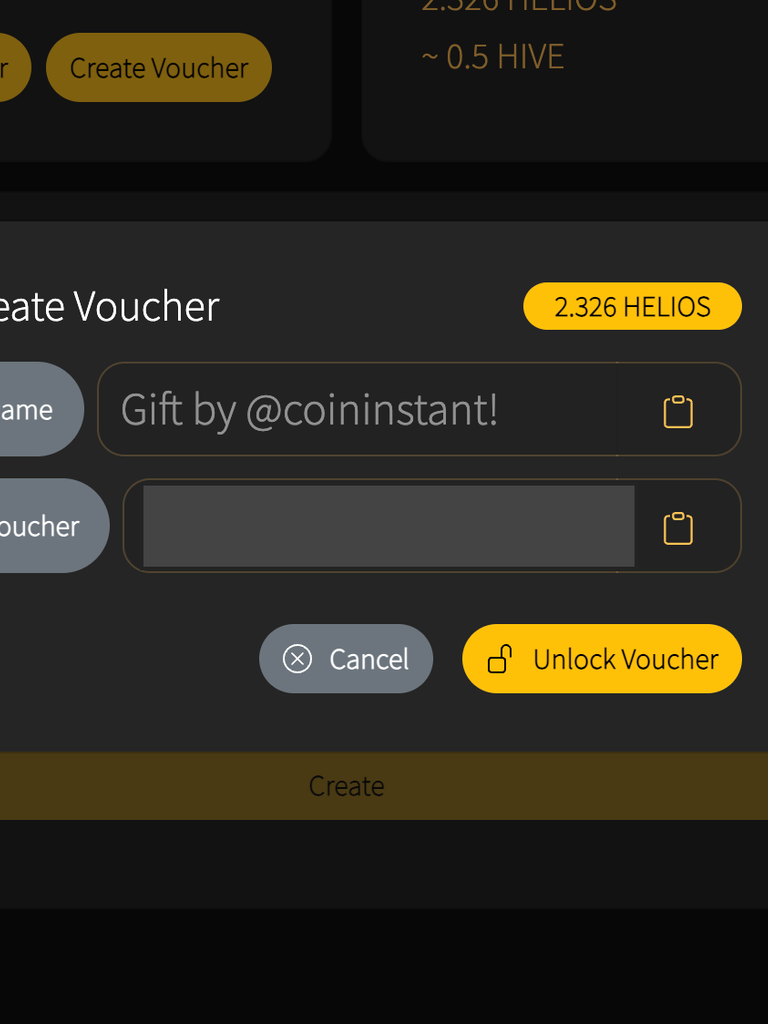 2.326 HELIOS
~ 0.5 HIVE
r
Create Voucher
eate Voucher
2.326 HELIOS
ame
Gift by @coininstant!
oucher
Cancel
Unlock Voucher
Create